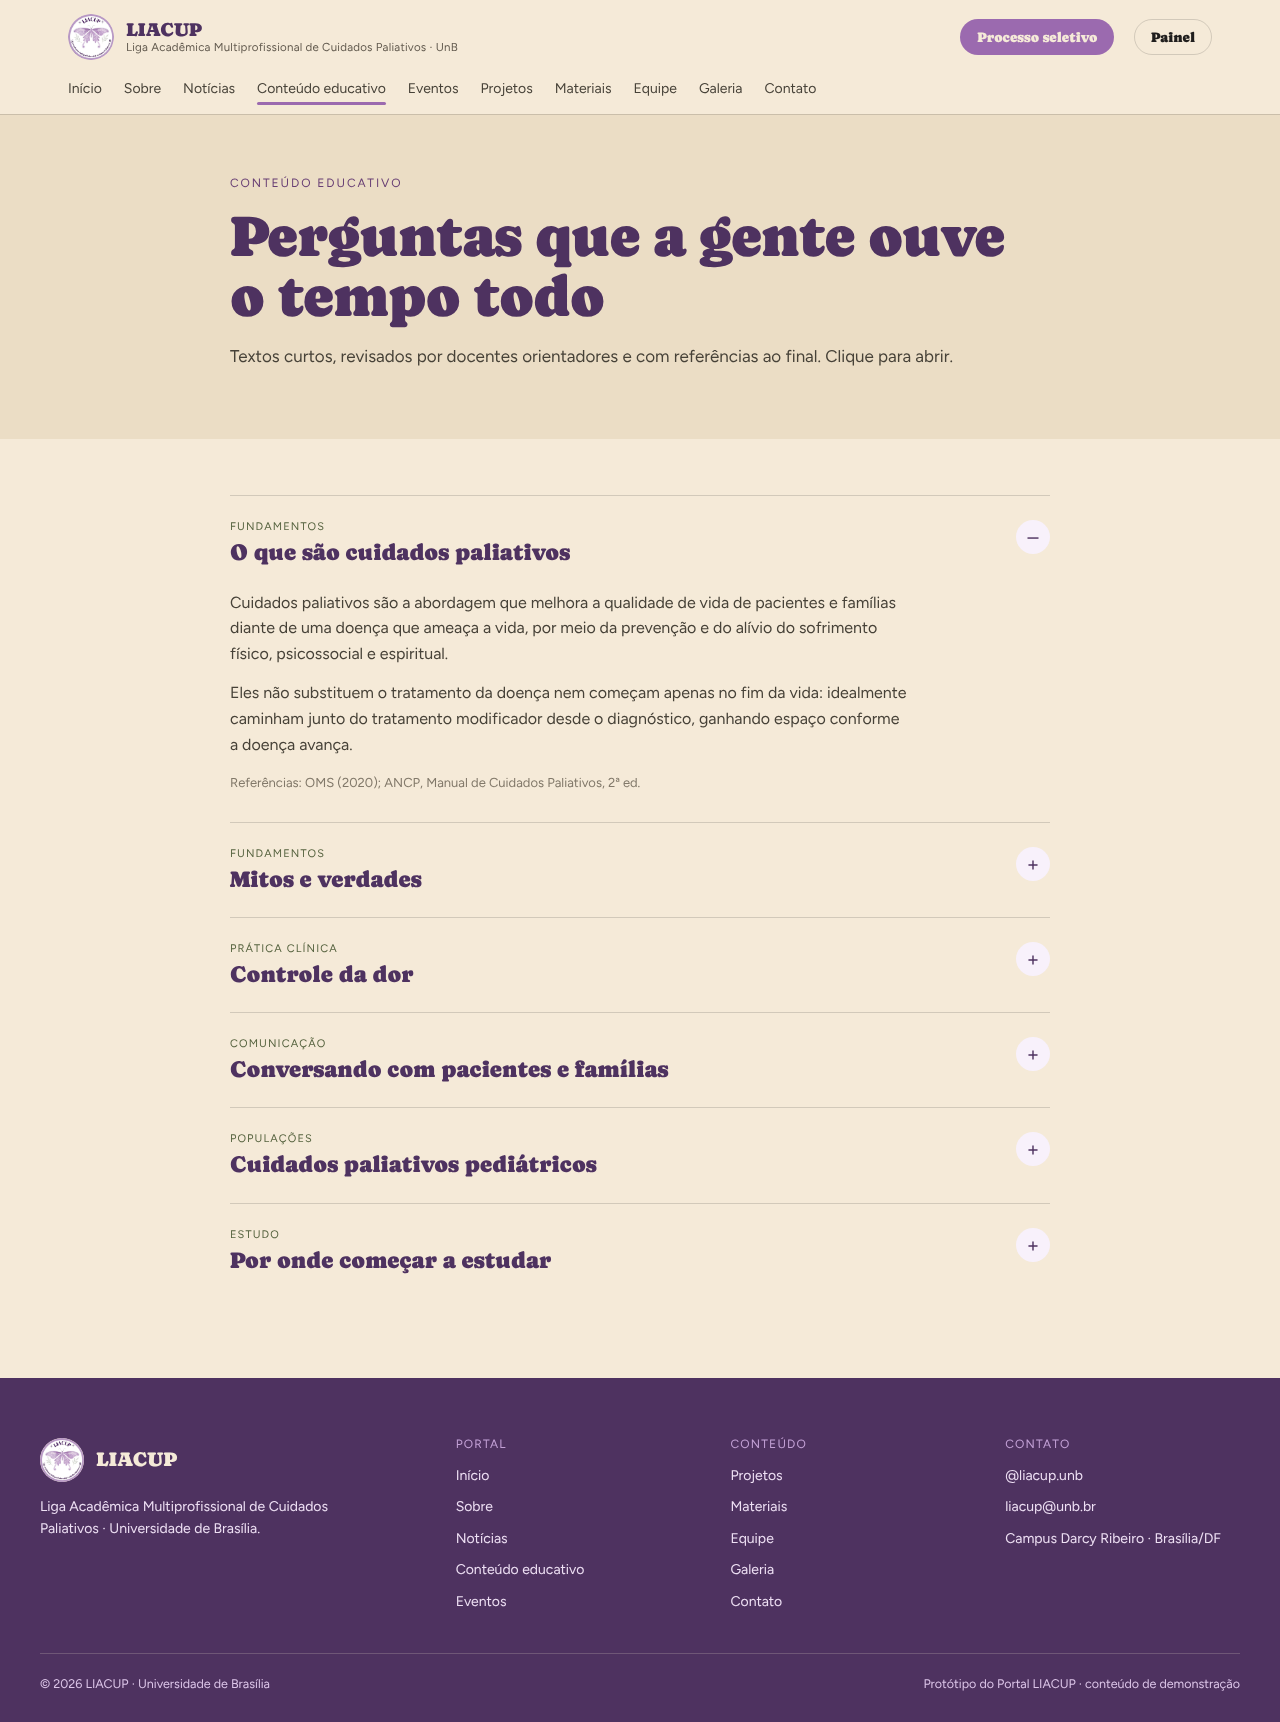 LIACUP
Liga Acadêmica Multiprofissional de Cuidados Paliativos · UnB
Processo seletivo
Painel
Início
Sobre
Notícias
Conteúdo educativo
Eventos
Projetos
Materiais
Equipe
Galeria
Contato
CONTEÚDO EDUCATIVO
Perguntas que a gente ouve
o tempo todo
Textos curtos, revisados por docentes orientadores e com referências ao final. Clique para abrir.
FUNDAMENTOS
O que são cuidados paliativos
–
Cuidados paliativos são a abordagem que melhora a qualidade de vida de pacientes e famílias
diante de uma doença que ameaça a vida, por meio da prevenção e do alívio do sofrimento
físico, psicossocial e espiritual.
Eles não substituem o tratamento da doença nem começam apenas no fim da vida: idealmente
caminham junto do tratamento modificador desde o diagnóstico, ganhando espaço conforme
a doença avança.
Referências: OMS (2020); ANCP, Manual de Cuidados Paliativos, 2ª ed.
FUNDAMENTOS
Mitos e verdades
+
PRÁTICA CLÍNICA
Controle da dor
+
COMUNICAÇÃO
Conversando com pacientes e famílias
+
POPULAÇÕES
Cuidados paliativos pediátricos
+
ESTUDO
Por onde começar a estudar
+
LIACUP
Liga Acadêmica Multiprofissional de Cuidados
Paliativos · Universidade de Brasília.
PORTAL
Início
Sobre
Notícias
Conteúdo educativo
Eventos
CONTEÚDO
Projetos
Materiais
Equipe
Galeria
Contato
CONTATO
@liacup.unb
liacup@unb.br
Campus Darcy Ribeiro · Brasília/DF
© 2026 LIACUP · Universidade de Brasília
Protótipo do Portal LIACUP · conteúdo de demonstração